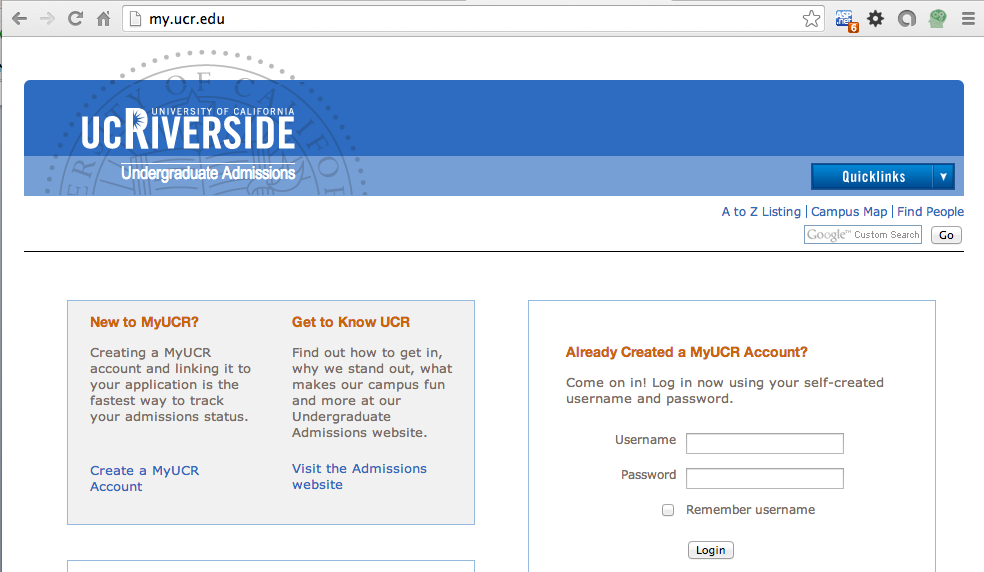 my.ucr.edu
6
UNIVERSITY OF CALIFORNIA
UCRIVERSIDE
Undergraduate Admissions
Quicklinks
A to Z Listing | Campus Map | Find People
Google™ Custom Search
Go
New to MyUCR?
Creating a MyUCR
account and linking it to
your application is the
fastest way to track
your admissions status.
Create a MyUCR
Account
Get to Know UCR
Find out how to get in,
why we stand out, what
makes our campus fun
and more at our
Undergraduate
Admissions website.
Visit the Admissions
website
Already Created a MyUCR Account?
Come on in! Log in now using your self-created
username and password.
Username
Password
Remember username
Login